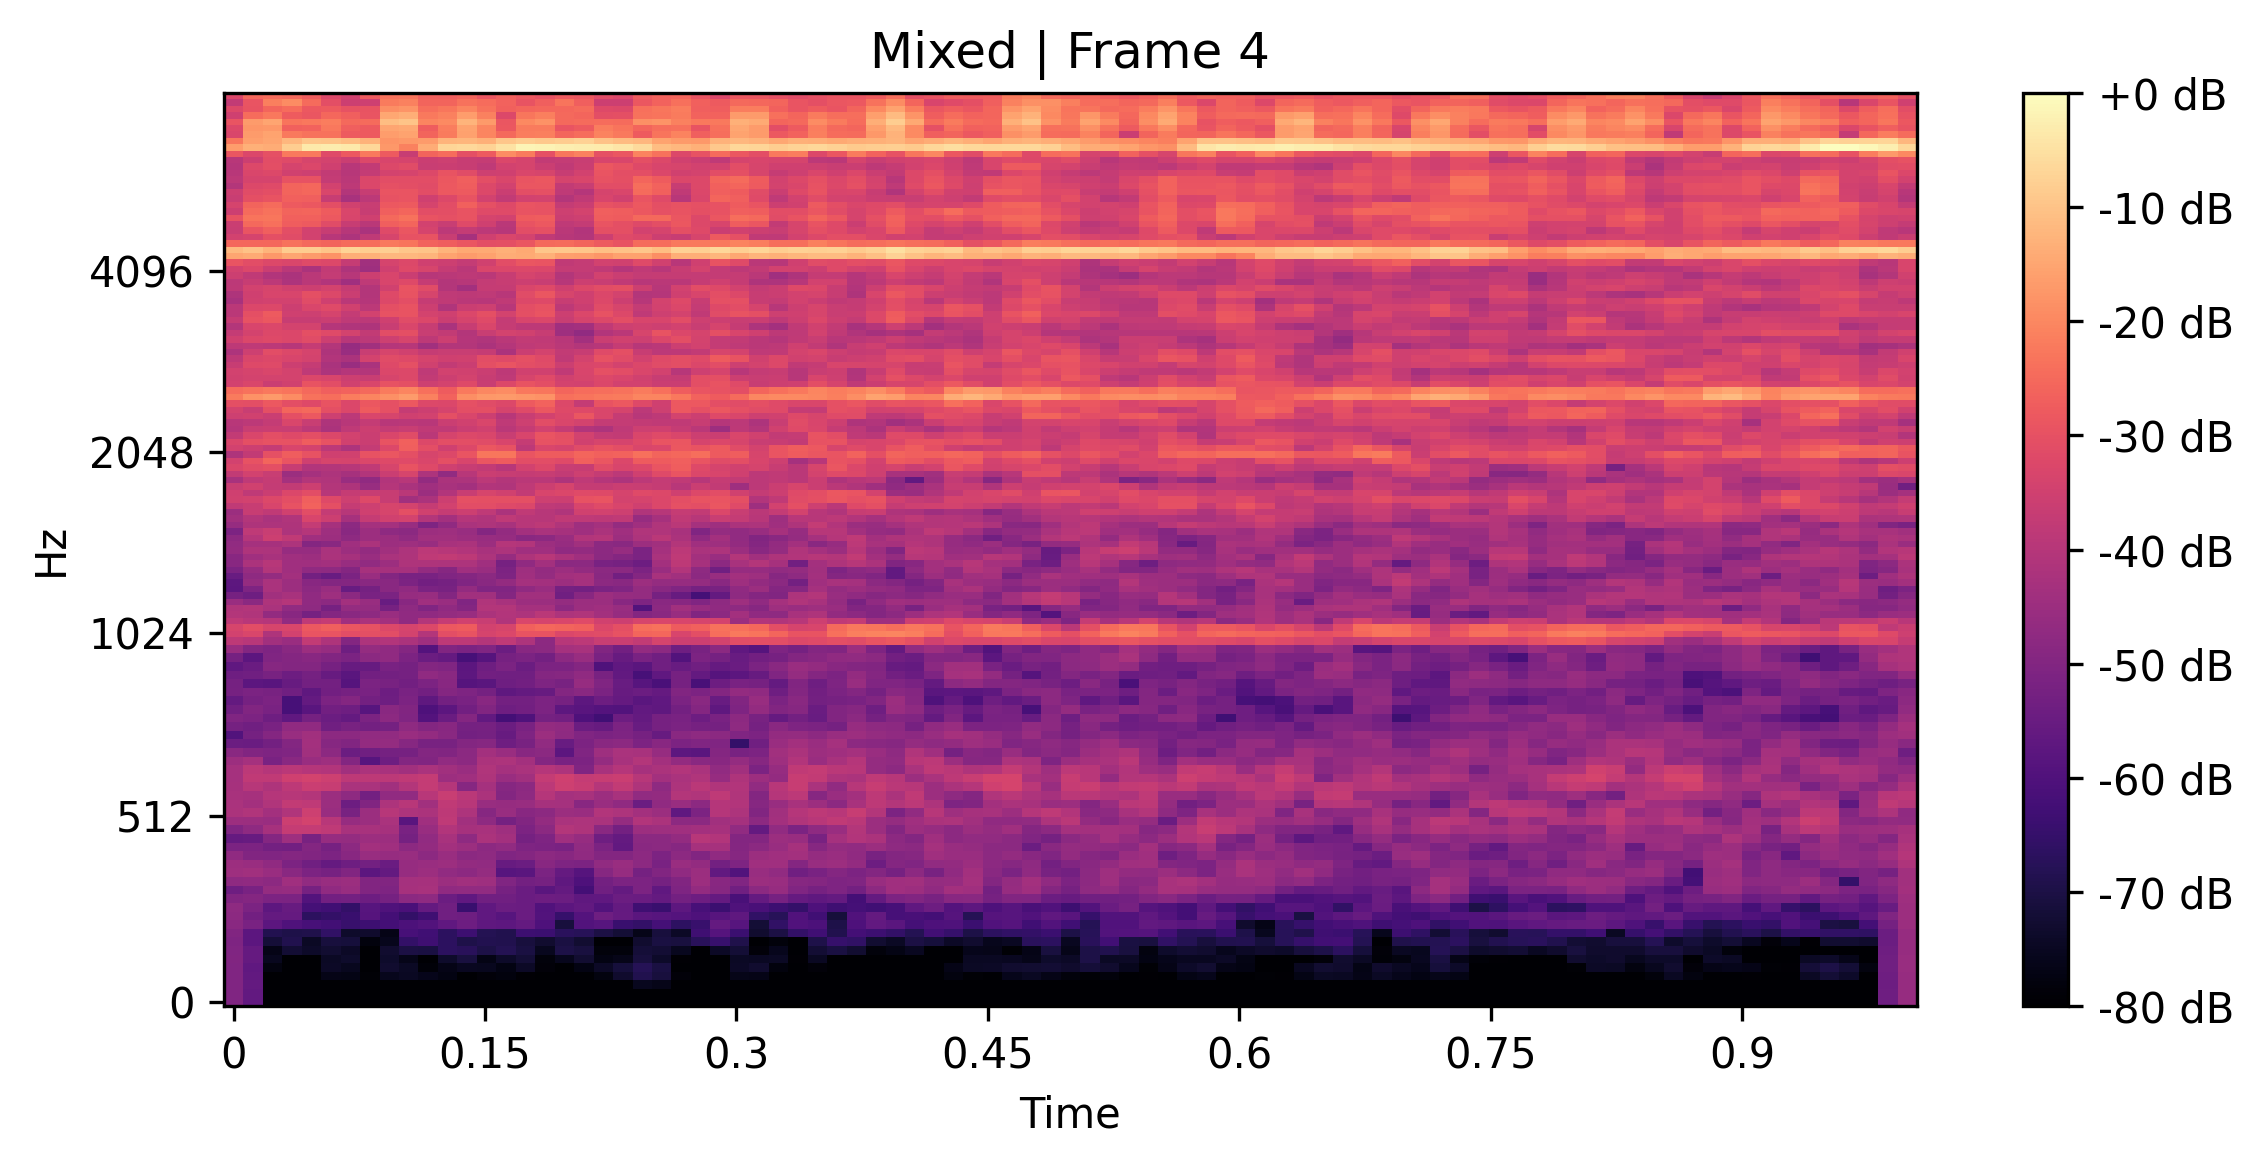 Mixed | Frame 4
Hz
4096
2048
1024
512
0
0 0.15 0.3 0.45 0.6 0.75 0.9
Time
+0 dB
-10 dB
-20 dB
-30 dB
-40 dB
-50 dB
-60 dB
-70 dB
-80 dB